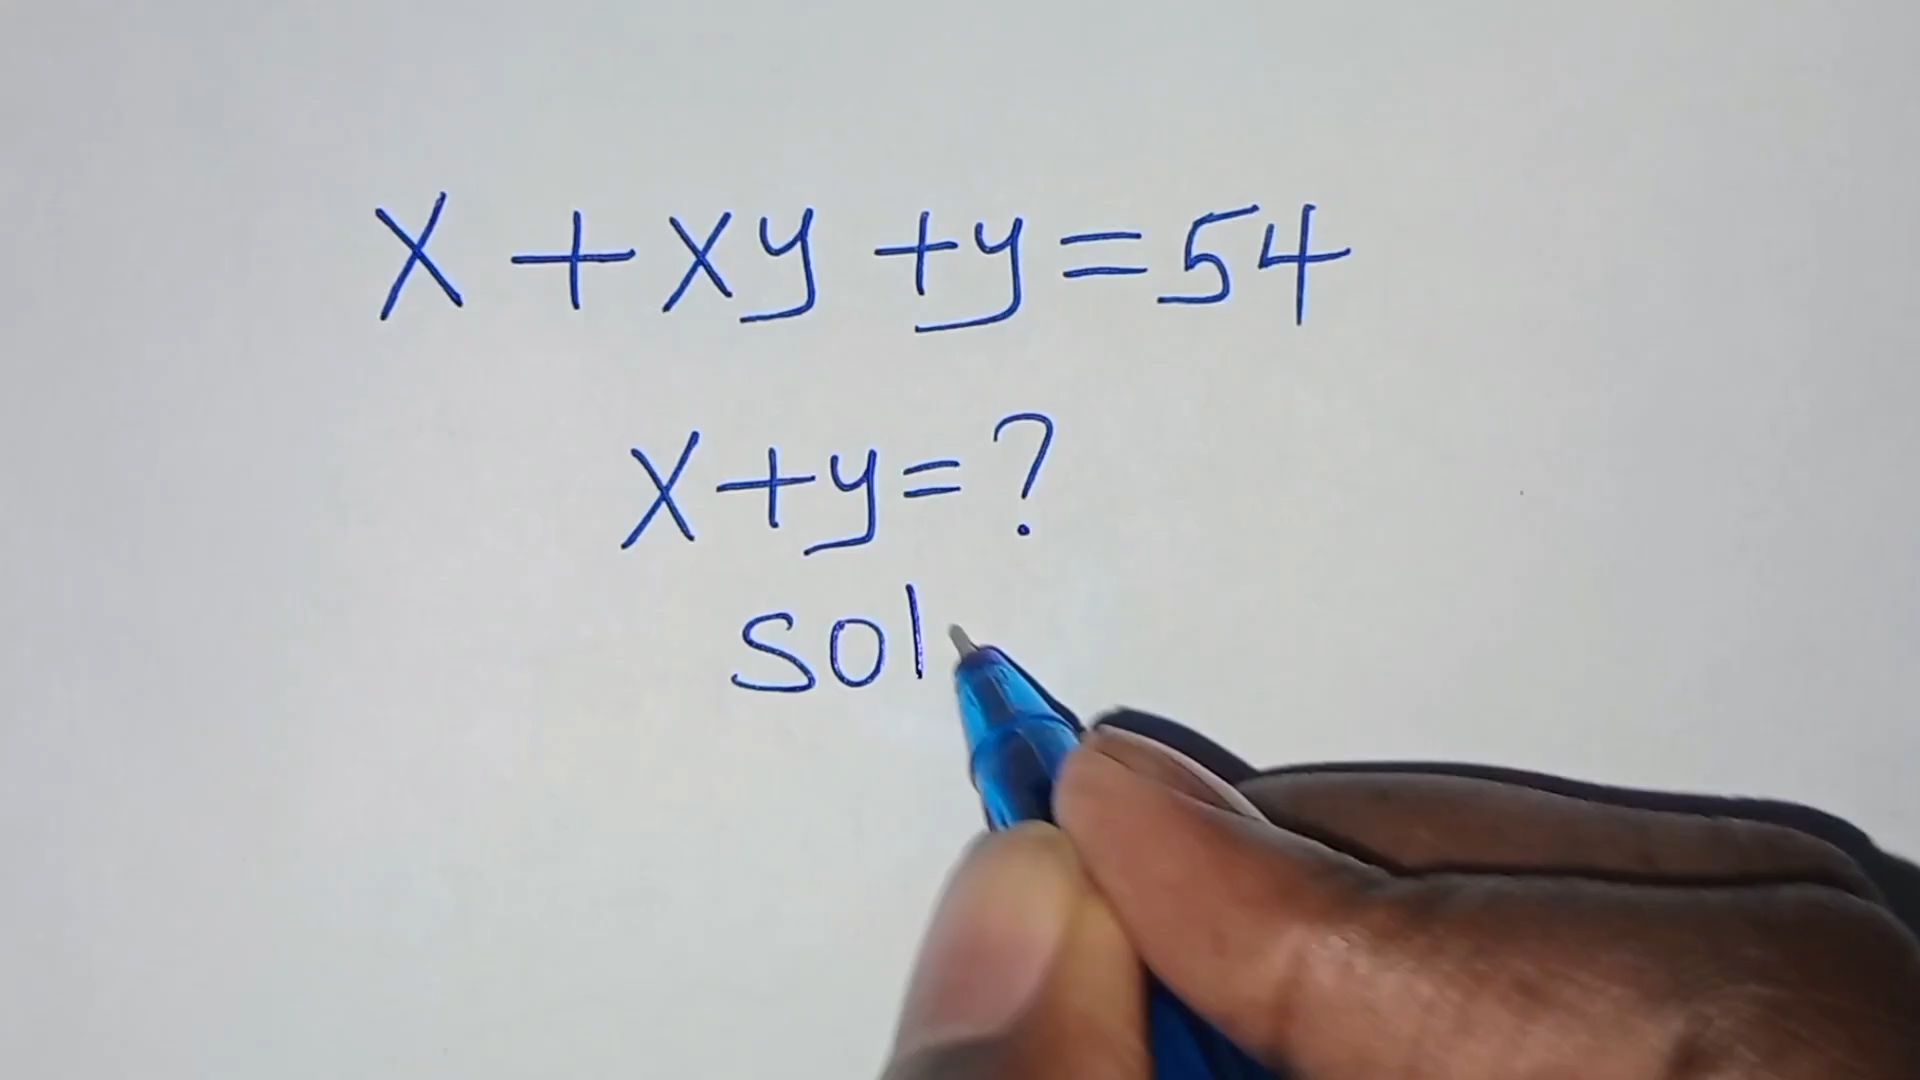 x + xy + y = 54
x + y = ?
sol